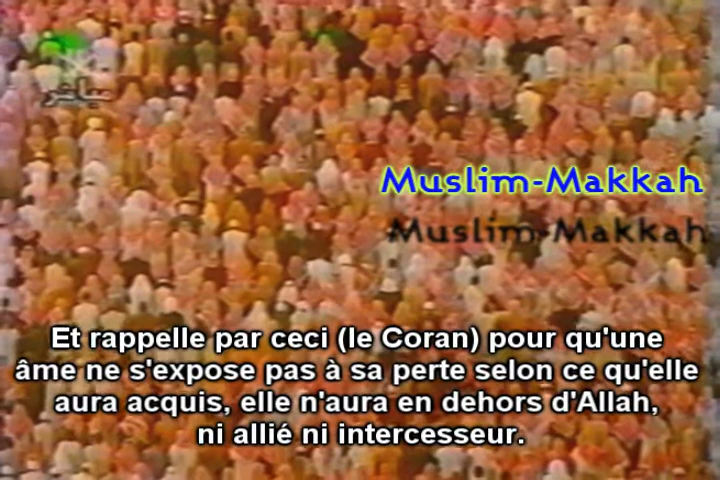 مباشر
Muslim-Makkah
Muslim-Makkah
Et rappelle par ceci (le Coran) pour qu'une
âme ne s'expose pas à sa perte selon ce qu'elle
aura acquis, elle n'aura en dehors d'Allah,
ni allié ni intercesseur.